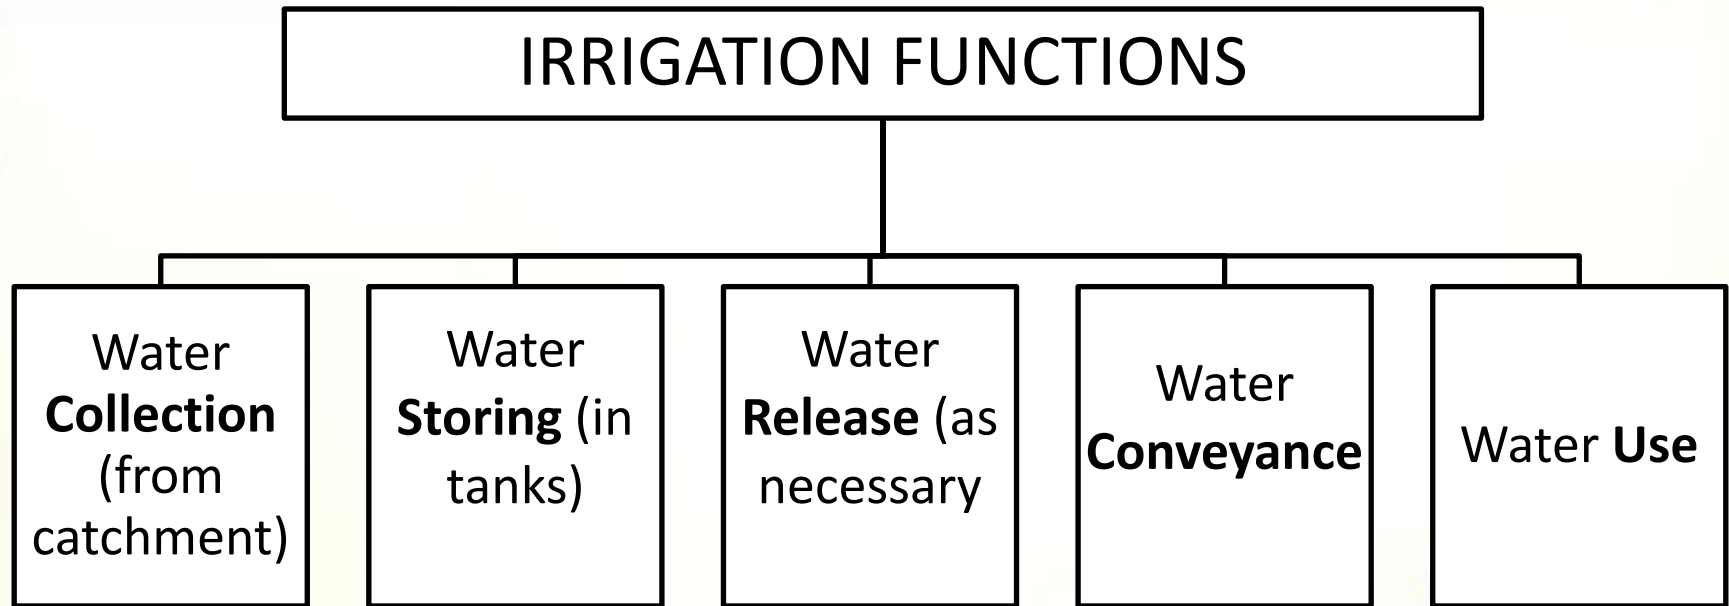 IRRIGATION FUNCTIONS
Water
Collection
(from
catchment)
Water
Storing (in
tanks)
Water
Release (as
necessary
Water
Conveyance
Water Use